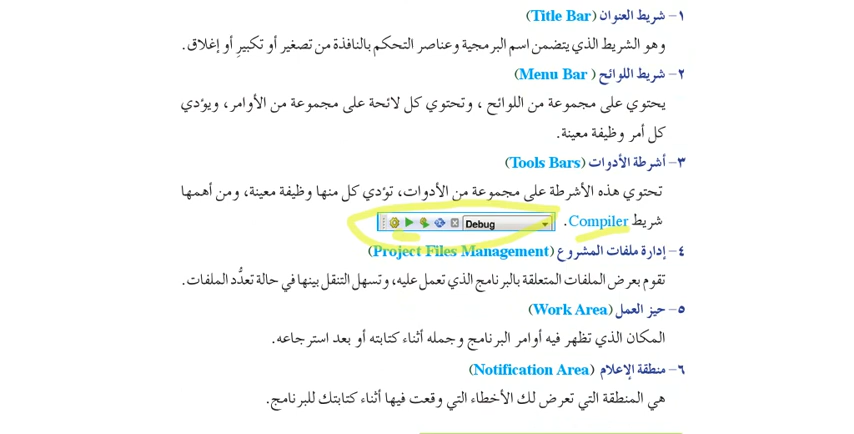 ١- شريط العنوان (Title Bar)
وهو الشريط الذي يتضمن اسم البرمجية وعناصر التحكم بالنافذة من تصغير أو تكبيرِ أو إغلاق.
٢- شريط اللوائح (Menu Bar )
يحتوي على مجموعة من اللوائح ، وتحتوي كل لائحة على مجموعة من الأوامر، ويؤدي
كل أمر وظيفة معينة.
٣- أشرطة الأدوات (Tools Bars)
تحتوي هذه الأشرطة على مجموعة من الأدوات، تؤدي كل منها وظيفة معينة، ومن أهمها
شريط Compiler. Debug
٤- إدارة ملفات المشروع (Project Files Management)
تقوم بعرض الملفات المتعلقة بالبرنامج الذي تعمل عليه، وتسهل التنقل بينها في حالة تعدُّد الملفات.
٥- حيز العمل (Work Area)
المكان الذي تظهر فيه أوامر البرنامج وجمله أثناء كتابته أو بعد استرجاعه.
٦- منطقة الإعلام (Notification Area)
هي المنطقة التي تعرض لك الأخطاء التي وقعت فيها أثناء كتابتك للبرنامج.